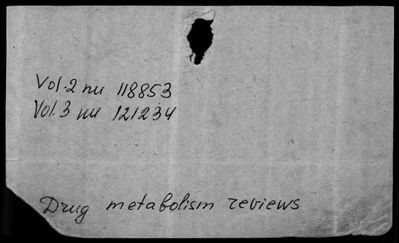 Vol.2 nu 118853
Vol.3 nu 121234
Drug metabolism reviews